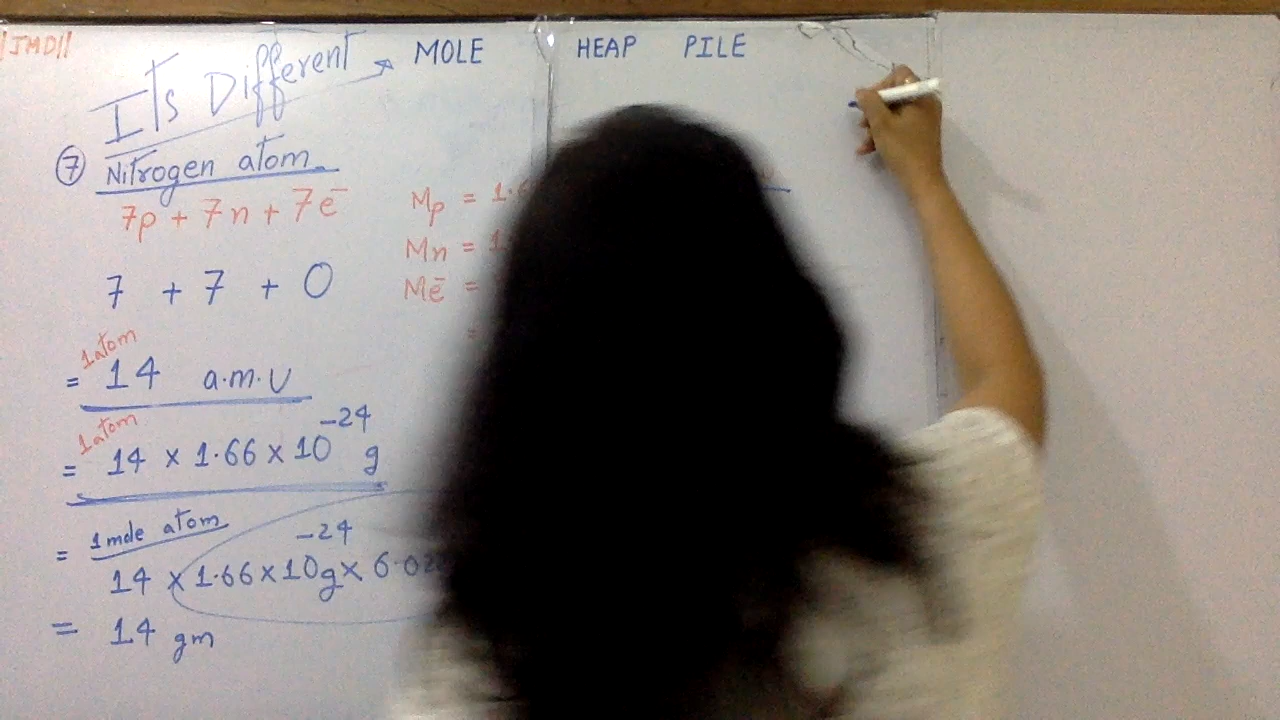 //JMD//
ITs Different → MOLE HEAP PILE
⑦ Nitrogen atom
7p + 7n + 7e⁻
7 + 7 + 0
1 atom
= 14 a.m.u
1 atom
= 14 x 1.66 x 10⁻²⁴ g
= 1 mole atom
14 x 1.66 x 10⁻²⁴ g x 6.02
= 14 gm
Mp = 1.
Mn = 1.
Me⁻ =
=